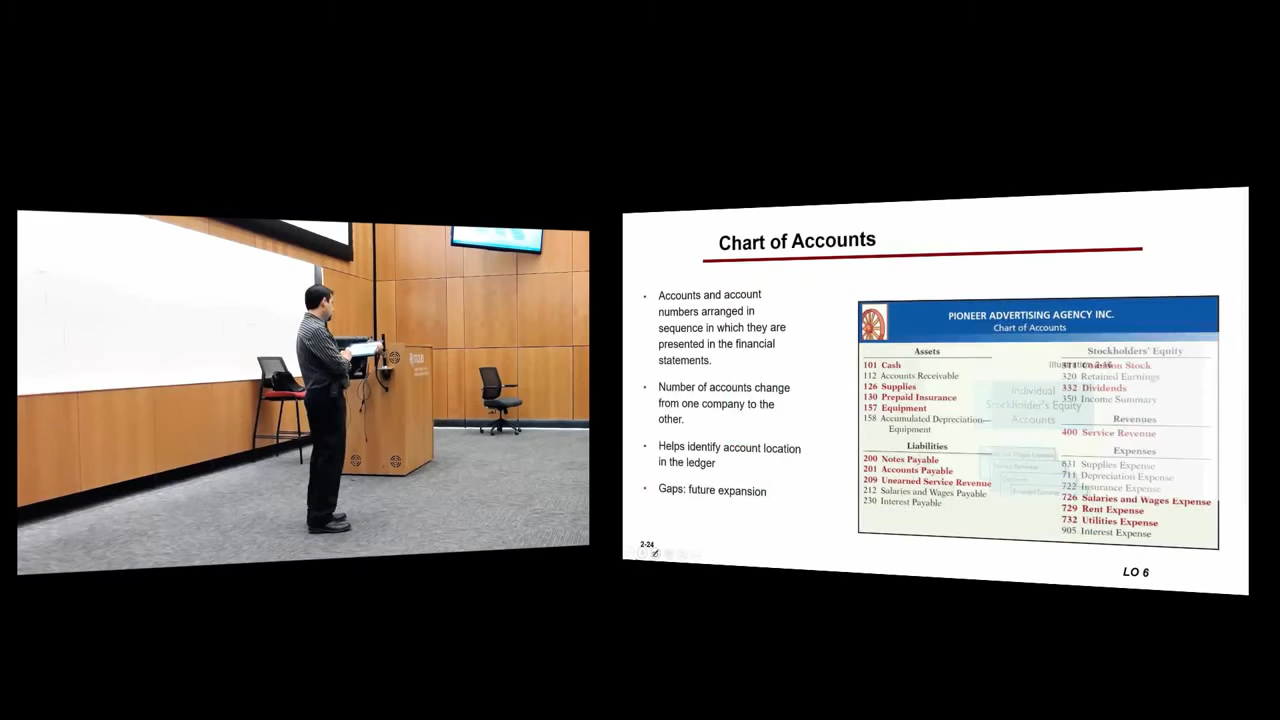 Chart of Accounts
• Accounts and account
numbers arranged in
sequence in which they are
presented in the financial
statements.
• Number of accounts change
from one company to the
other.
• Helps identify account location
in the ledger
• Gaps: future expansion
PIONEER ADVERTISING AGENCY INC.
Chart of Accounts
Assets
101 Cash
112 Accounts Receivable
126 Supplies
130 Prepaid Insurance
157 Equipment
158 Accumulated Depreciation—
Equipment
Liabilities
200 Notes Payable
201 Accounts Payable
209 Unearned Service Revenue
212 Salaries and Wages Payable
230 Interest Payable
Stockholders' Equity
Common Stock
320 Retained Earnings
332 Dividends
350 Income Summary
Revenues
400 Service Revenue
Expenses
631 Supplies Expense
711 Depreciation Expense
722 Insurance Expense
726 Salaries and Wages Expense
729 Rent Expense
732 Utilities Expense
905 Interest Expense
Individual
Stockholder's Equity
Accounts
2-24
LO 6